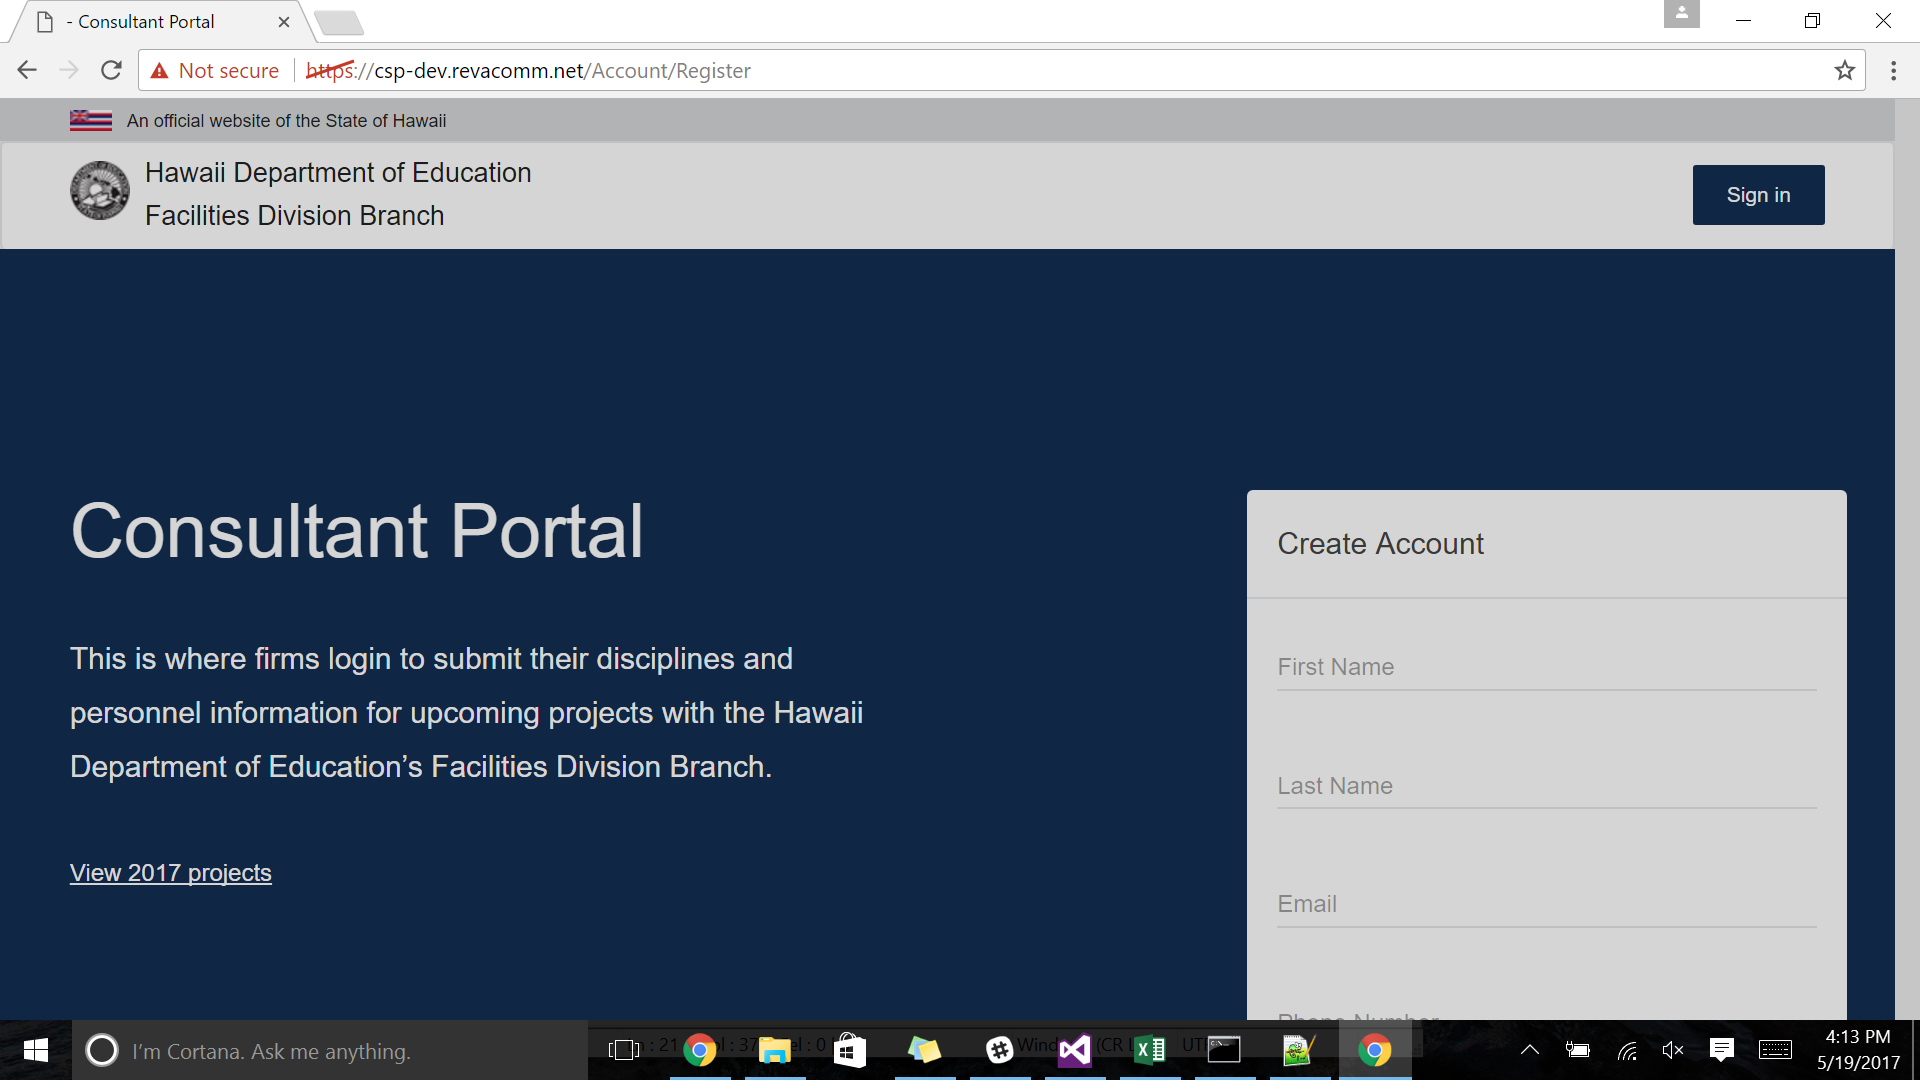 - Consultant Portal
Not secure
https://csp-dev.revacomm.net/Account/Register
An official website of the State of Hawaii
Hawaii Department of Education
Facilities Division Branch
Sign in
Consultant Portal
This is where firms login to submit their disciplines and
personnel information for upcoming projects with the Hawaii
Department of Education’s Facilities Division Branch.
View 2017 projects
Create Account
First Name
Last Name
Email
Phone Number
I'm Cortana. Ask me anything.
4:13 PM
5/19/2017